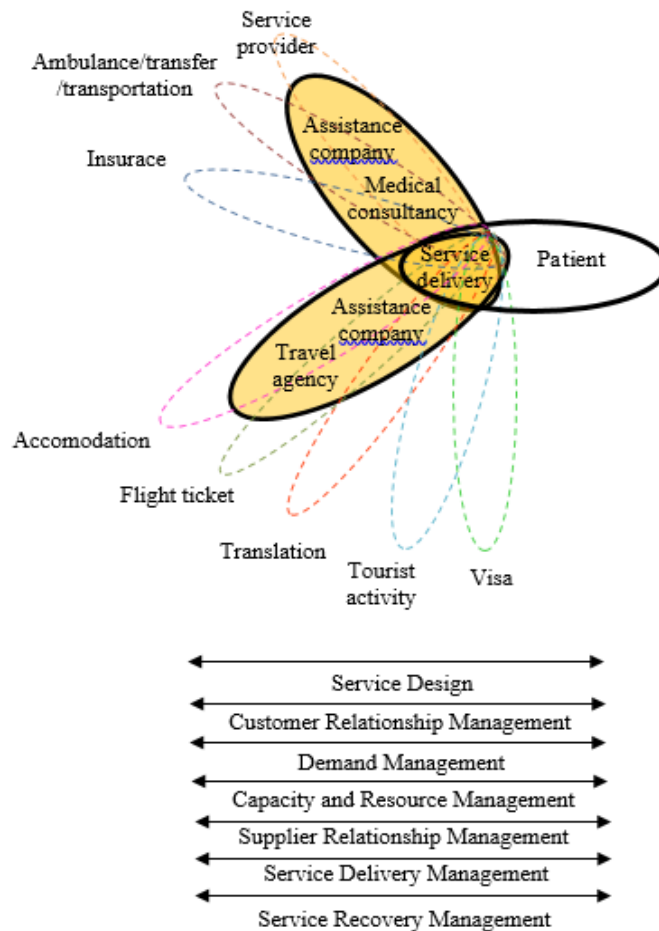 Service
provider
Ambulance/transfer
/transportation
Assistance
company
Insurace
Medical
consultancy
Service
delivery
Patient
Assistance
company
Travel
agency
Accomodation
Flight ticket
Translation
Tourist
activity
Visa
Service Design
Customer Relationship Management
Demand Management
Capacity and Resource Management
Supplier Relationship Management
Service Delivery Management
Service Recovery Management